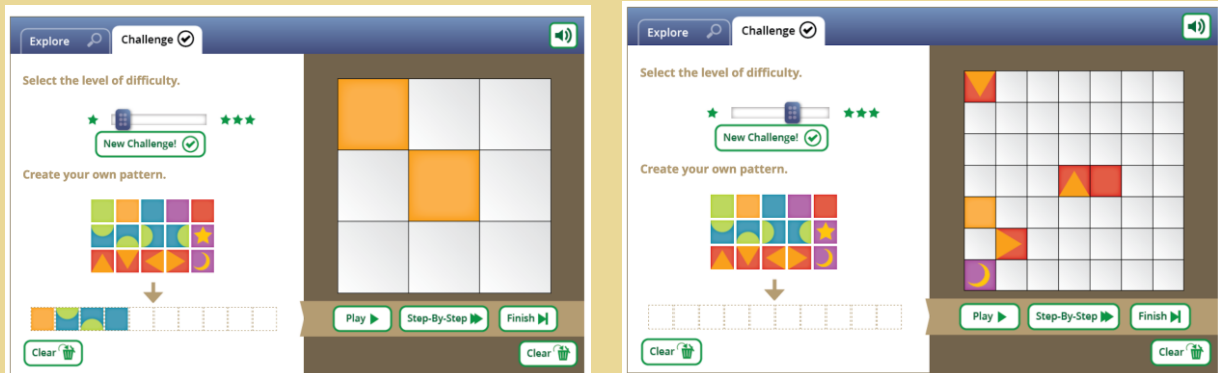 Explore
Challenge
Select the level of difficulty.
New Challenge!
Create your own pattern.
Play
Step-By-Step
Finish
Clear
Clear
Explore
Challenge
Select the level of difficulty.
New Challenge!
Create your own pattern.
Play
Step-By-Step
Finish
Clear
Clear